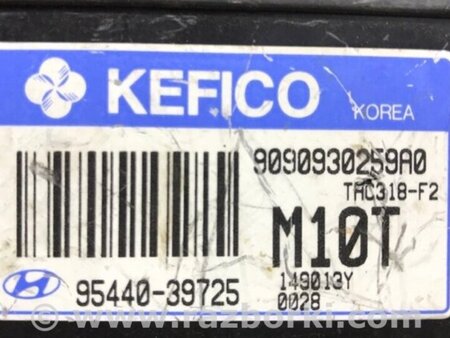 KEFICO
KOREA
9090930259A0
TAC318-F2
M10T
149013Y
95440-39725
0028
www.razborki.com